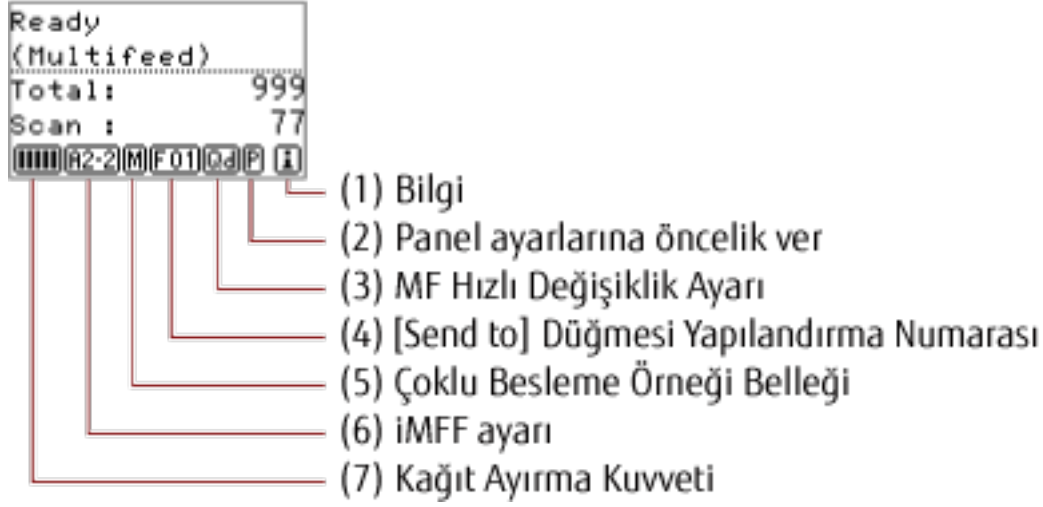 Ready
(Multifeed)
Total: 999
Scan : 77
A2-2 M F 01 Qd P i
(1) Bilgi
(2) Panel ayarlarına öncelik ver
(3) MF Hızlı Değişiklik Ayarı
(4) [Send to] Düğmesi Yapılandırma Numarası
(5) Çoklu Besleme Örneği Belleği
(6) iMFF ayarı
(7) Kağıt Ayırma Kuvveti